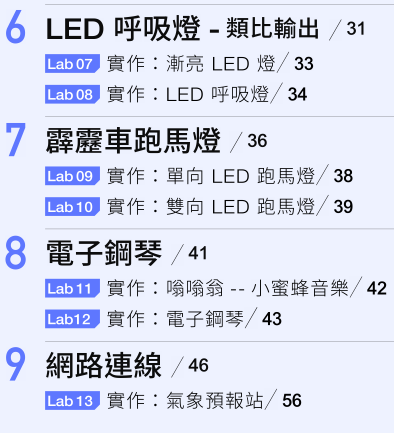 6 LED 呼吸燈 - 類比輸出 / 31
Lab 07 實作：漸亮 LED 燈/ 33
Lab 08 實作：LED 呼吸燈/ 34
7 霹靂車跑馬燈 / 36
Lab 09 實作：單向 LED 跑馬燈/ 38
Lab 10 實作：雙向 LED 跑馬燈/ 39
8 電子鋼琴 / 41
Lab 11 實作：嗡嗡翁 -- 小蜜蜂音樂/ 42
Lab12 實作：電子鋼琴/ 43
9 網路連線 / 46
Lab 13 實作：氣象預報站/ 56